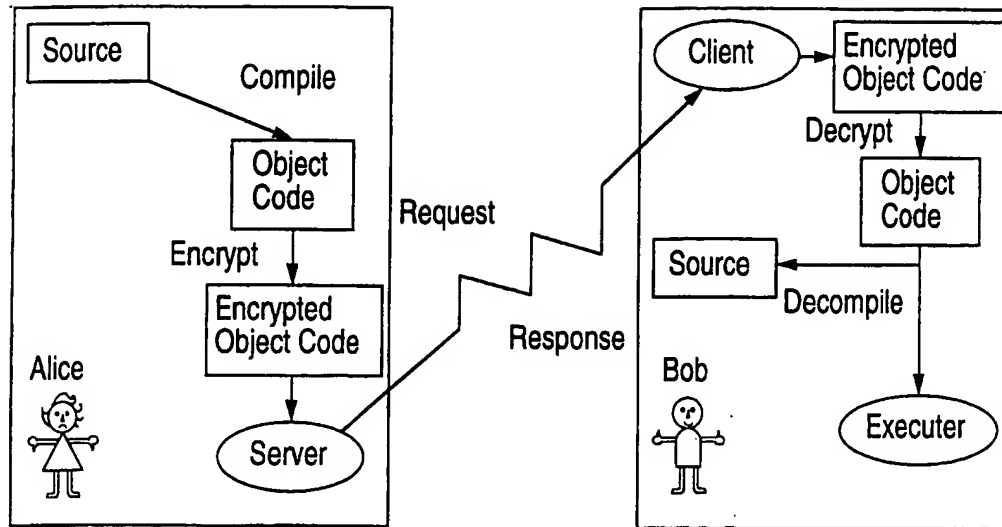 Source
Compile
Object
Code
Encrypt
Encrypted
Object Code
Alice
Server
Request
Response
Client
Encrypted
Object Code
Decrypt
Object
Code
Source
Decompile
Bob
Executer